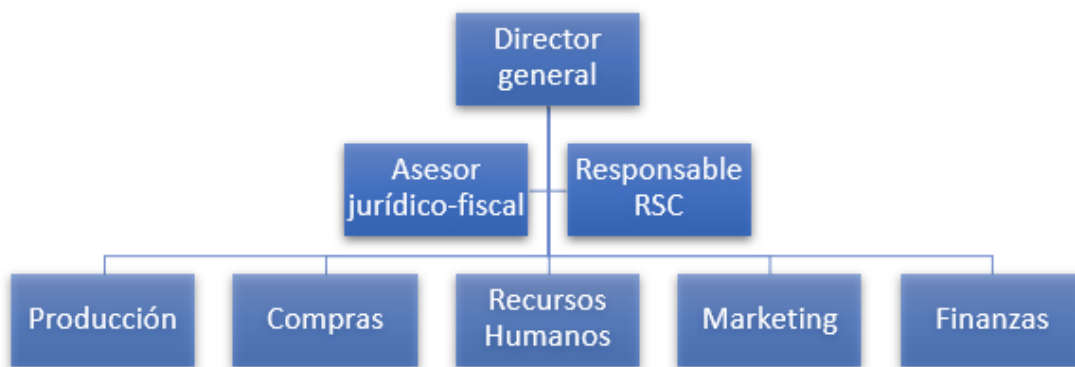 Director
general
Asesor
jurídico-fiscal
Responsable
RSC
Producción
Compras
Recursos
Humanos
Marketing
Finanzas